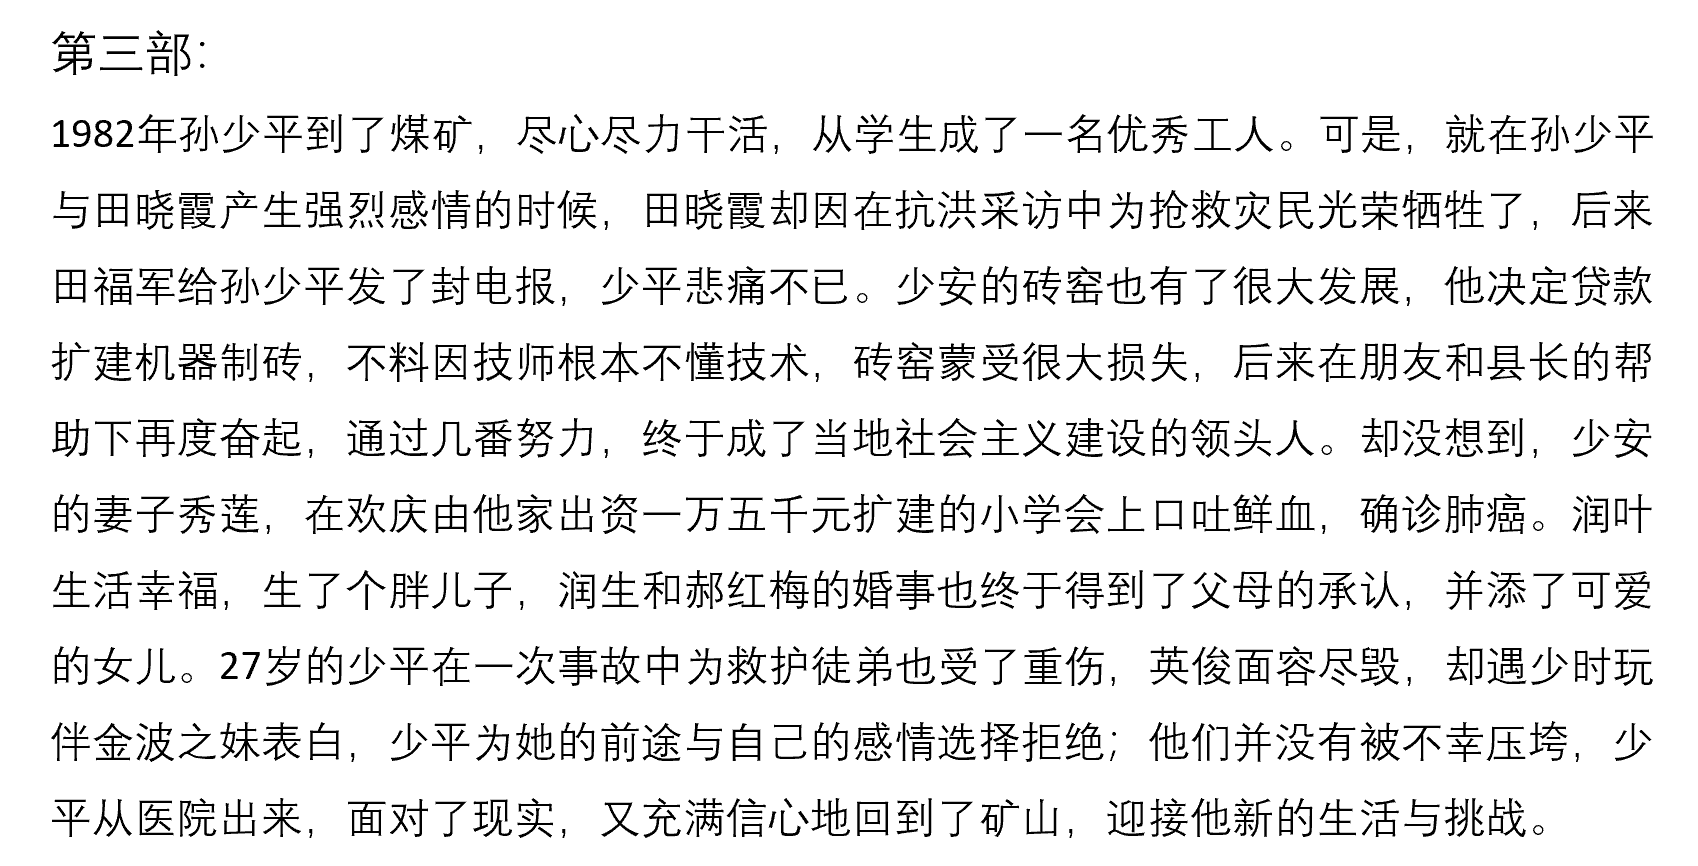 第三部：
1982年孙少平到了煤矿，尽心尽力干活，从学生成了一名优秀工人。可是，就在孙少平
与田晓霞产生强烈感情的时候，田晓霞却因在抗洪采访中为抢救灾民光荣牺牲了，后来
田福军给孙少平发了封电报，少平悲痛不已。少安的砖窑也有了很大发展，他决定贷款
扩建机器制砖，不料因技师根本不懂技术，砖窑蒙受很大损失，后来在朋友和县长的帮
助下再度奋起，通过几番努力，终于成了当地社会主义建设的领头人。却没想到，少安
的妻子秀莲，在欢庆由他家出资一万五千元扩建的小学会上口吐鲜血，确诊肺癌。润叶
生活幸福，生了个胖儿子，润生和郝红梅的婚事也终于得到了父母的承认，并添了可爱
的女儿。27岁的少平在一次事故中为救护徒弟也受了重伤，英俊面容尽毁，却遇少时玩
伴金波之妹表白，少平为她的前途与自己的感情选择拒绝；他们并没有被不幸压垮，少
平从医院出来，面对了现实，又充满信心地回到了矿山，迎接他新的生活与挑战。